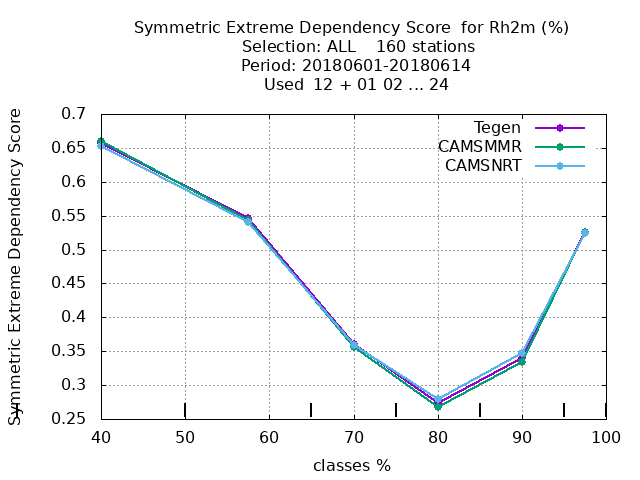 Symmetric Extreme Dependency Score for Rh2m (%)
Selection: ALL 160 stations
Period: 20180601-20180614
Used 12 + 01 02 ... 24
Symmetric Extreme Dependency Score
0.7
0.65
0.6
0.55
0.5
0.45
0.4
0.35
0.3
0.25
Tegen
CAMSMMR
CAMSNRT
40
50
60
70
80
90
100
classes %